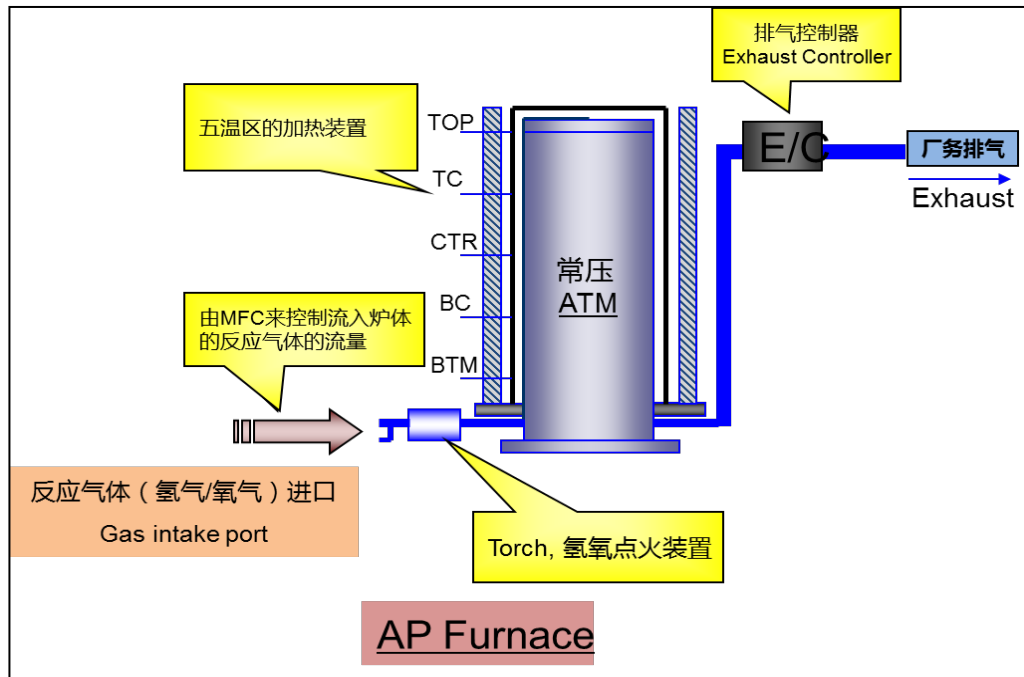 排气控制器
Exhaust Controller
五温区的加热装置
TOP
E/C
厂务排气
TC
Exhaust
CTR
常压
ATM
BC
由MFC来控制流入炉体
的反应气体的流量
BTM
反应气体（氢气/氧气）进口
Gas intake port
Torch, 氢氧点火装置
AP Furnace